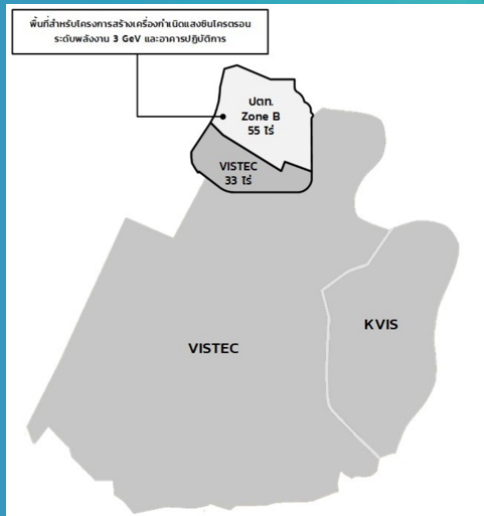 พื้นที่สำหรับโครงการสร้างเครื่องกำเนิดแสงซินโครตรอน
ระดับพลังงาน 3 GeV และอาคารปฏิบัติการ
ปตท.
Zone B
55 ไร่
VISTEC
33 ไร่
KVIS
VISTEC